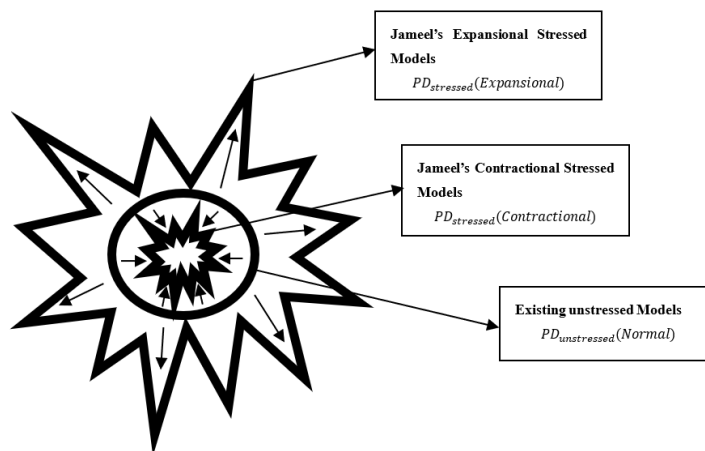 Jameel's Expansional Stressed
Models
PD_stressed(Expansional)
Jameel's Contractional Stressed
Models
PD_stressed(Contractional)
Existing unstressed Models
PD_unstressed(Normal)